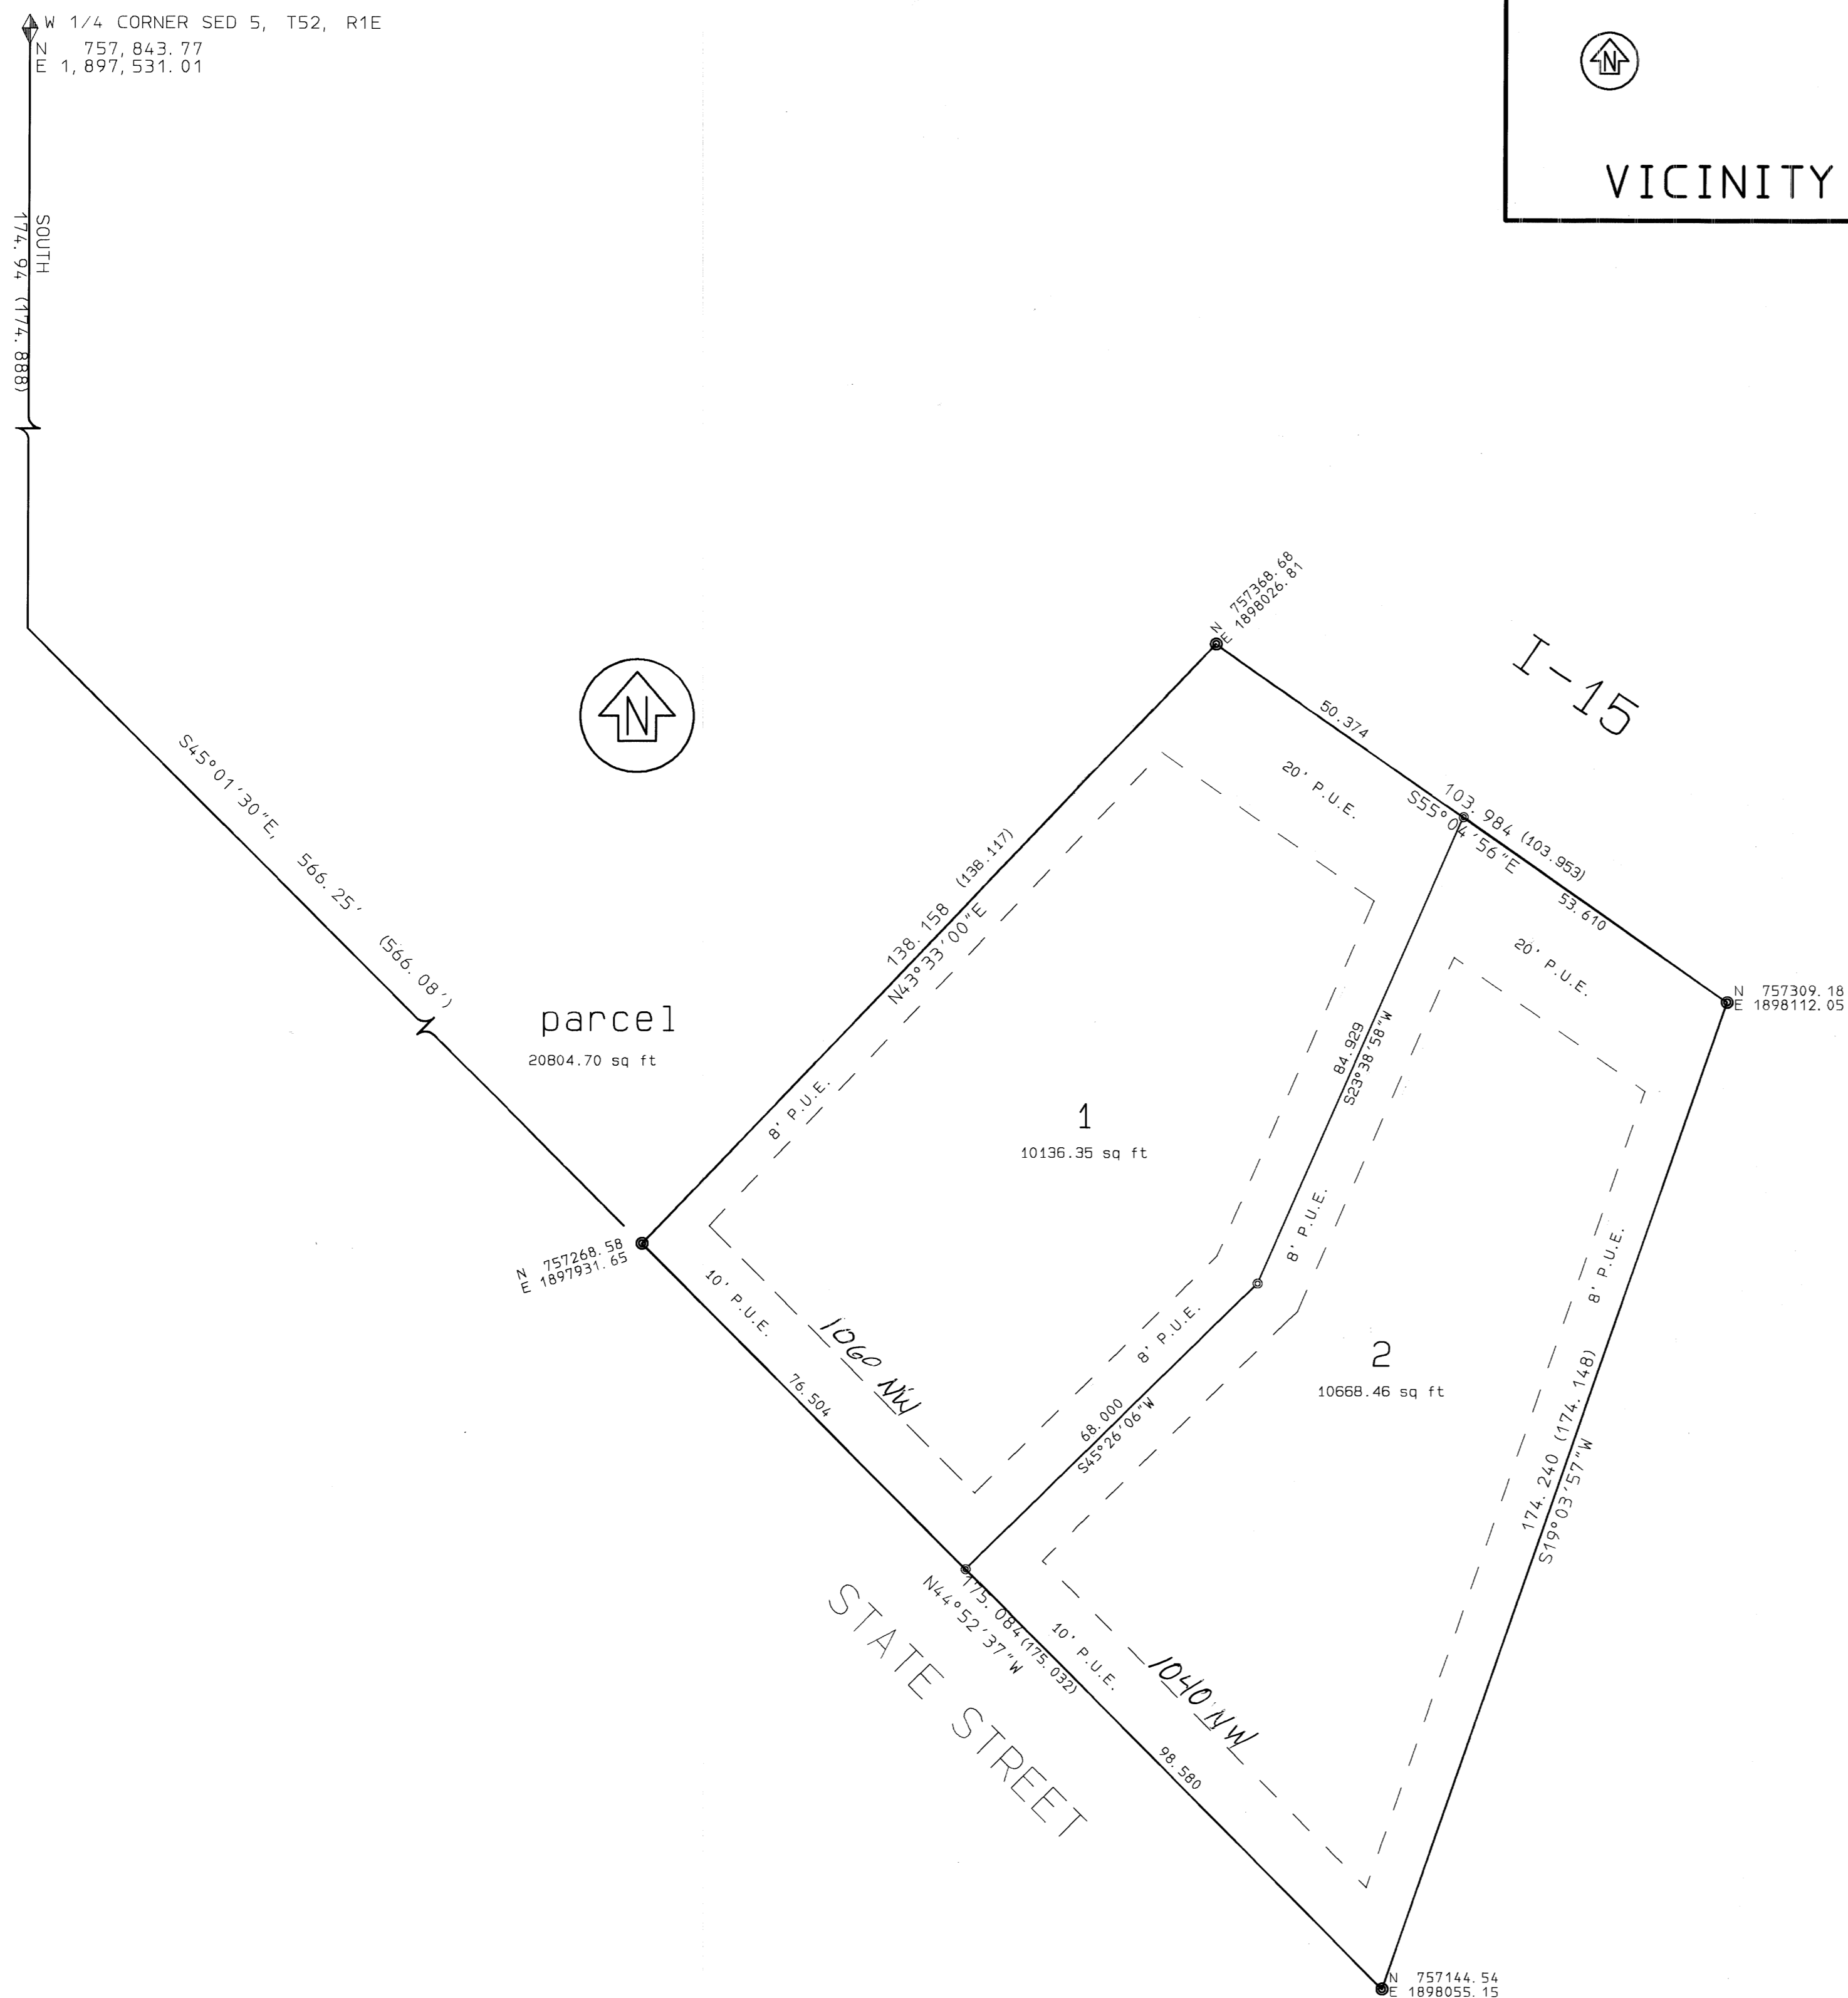 W 1/4 CORNER SED 5, T52, R1E
N 757,843.77
E 1,897,531.01
N
VICINITY
SOUTH
174.94 (174.888)
N 757368.68
E 1898026.81
I-15
N
50.374
20' P.U.E.
103.984 (103.953)
S55°04'56"E
S45°01'30"E, 566.25' (566.08')
138.158 (138.117)
N43°33'00"E
53.610
20' P.U.E.
N 757309.18
E 1898112.05
parcel
20804.70 sq ft
84.929
S23°38'58"W
8' P.U.E.
1
10136.35 sq ft
8' P.U.E.
8' P.U.E.
N 757268.58
E 1897931.65
10' P.U.E.
1060 NW
8' P.U.E.
2
10668.46 sq ft
76.504
68.000
S45°26'06"W
174.240 (174.148)
S19°03'57"W
175.084 (175.032)
N44°52'37"W
10' P.U.E.
1040 NW
STATE STREET
98.580
N 757144.54
E 1898055.15